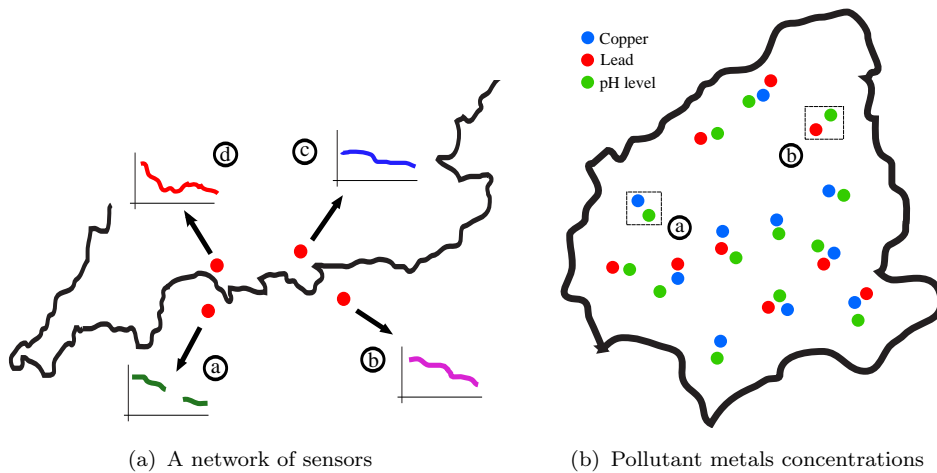 Copper
Lead
pH level
d
c
b
a
a
a
b
(a) A network of sensors
(b) Pollutant metals concentrations